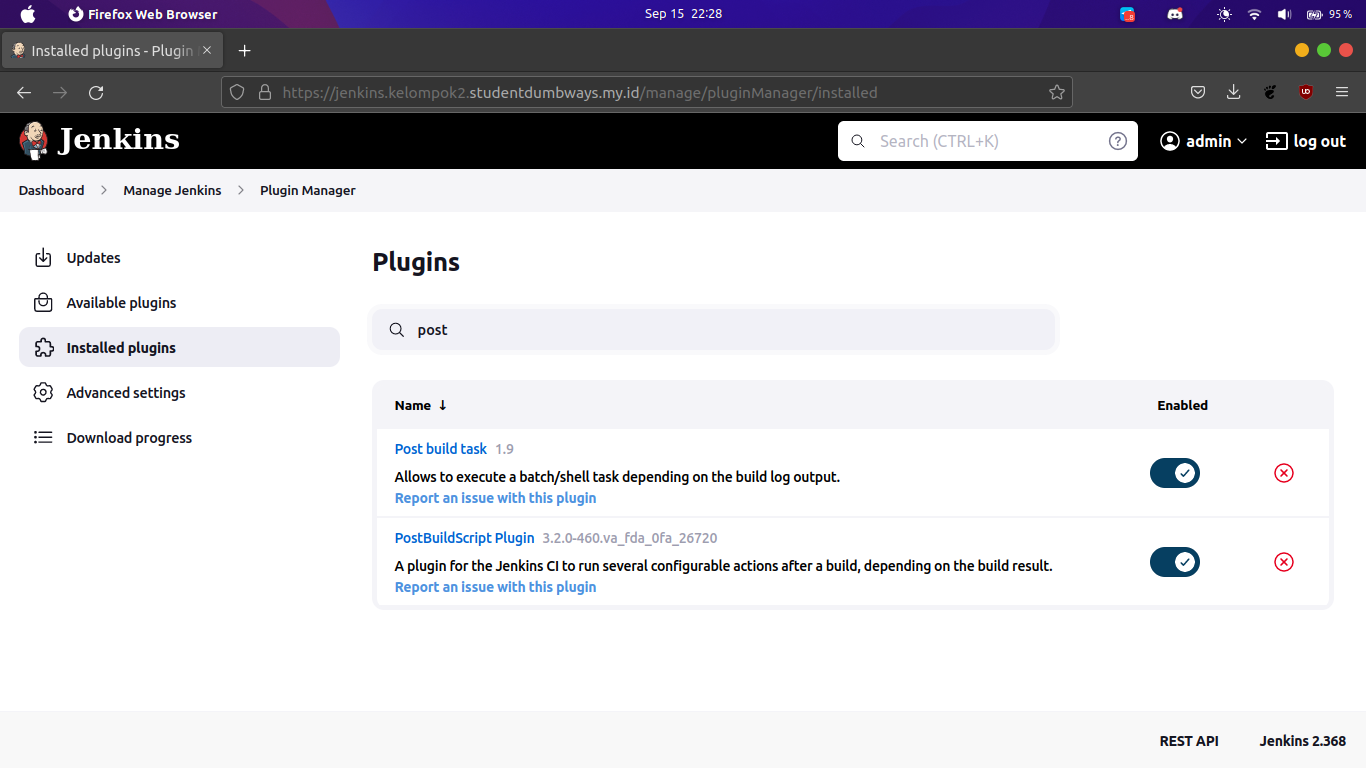 Firefox Web Browser
Sep 15 22:28
8
95 %
Installed plugins - Plugin
https://jenkins.kelompok2.studentdumbways.my.id/manage/pluginManager/installed
Jenkins
Search (CTRL+K)
admin
log out
Dashboard
Manage Jenkins
Plugin Manager
Updates
Available plugins
Installed plugins
Advanced settings
Download progress
Plugins
post
Name ↓
Enabled
Post build task 1.9
Allows to execute a batch/shell task depending on the build log output.
Report an issue with this plugin
PostBuildScript Plugin 3.2.0-460.va_fda_0fa_26720
A plugin for the Jenkins CI to run several configurable actions after a build, depending on the build result.
Report an issue with this plugin
REST API
Jenkins 2.368